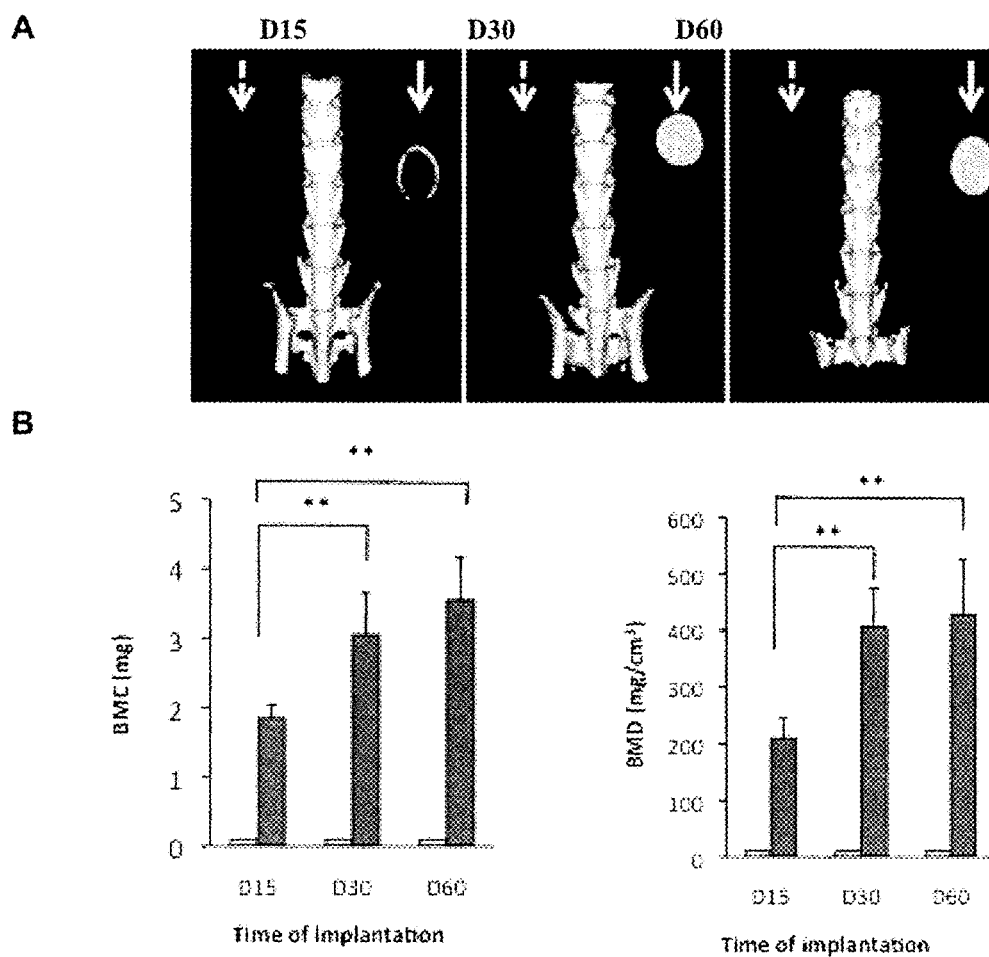 A
D15 D30 D60
B
**
**
5
4
3
2
1
0
BMC (mg)
D15 D30 D60
Time of Implantation
**
**
600
500
400
300
200
100
0
BMD (mg/cm³)
D15 D30 D60
Time of implantation